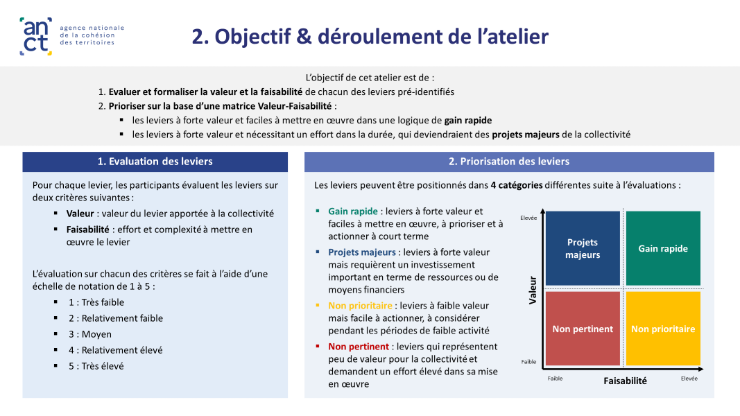 anct
agence nationale
de la cohésion
des territoires
2. Objectif & déroulement de l'atelier
L'objectif de cet atelier est de :
1. Evaluer et formaliser la valeur et la faisabilité de chacun des leviers pré-identifiés
2. Prioriser sur la base d'une matrice Valeur-Faisabilité :
▪ les leviers à forte valeur et faciles à mettre en œuvre dans une logique de gain rapide
▪ les leviers à forte valeur et nécessitant un effort dans la durée, qui deviendraient des projets majeurs de la collectivité
1. Evaluation des leviers
Pour chaque levier, les participants évaluent les leviers sur
deux critères suivantes :
▪ Valeur : valeur du levier apportée à la collectivité
▪ Faisabilité : effort et complexité à mettre en
œuvre le levier
L'évaluation sur chacun des critères se fait à l'aide d'une
échelle de notation de 1 à 5 :
▪ 1 : Très faible
▪ 2 : Relativement faible
▪ 3 : Moyen
▪ 4 : Relativement élevé
▪ 5 : Très élevé
2. Priorisation des leviers
Les leviers peuvent être positionnés dans 4 catégories différentes suite à l'évaluations :
▪ Gain rapide : leviers à forte valeur et
faciles à mettre en œuvre, à prioriser et à
actionner à court terme
▪ Projets majeurs : leviers à forte valeur
mais requièrent un investissement
important en terme de ressources ou de
moyens financiers
▪ Non prioritaire : leviers à faible valeur
mais facile à actionner, à considérer
pendant les périodes de faible activité
▪ Non pertinent : leviers qui représentent
peu de valeur pour la collectivité et
demandent un effort élevé dans sa mise
en œuvre
Elevée
Valeur
Faible
Projets
majeurs
Gain rapide
Non pertinent
Non prioritaire
Faible
Faisabilité
Elevée